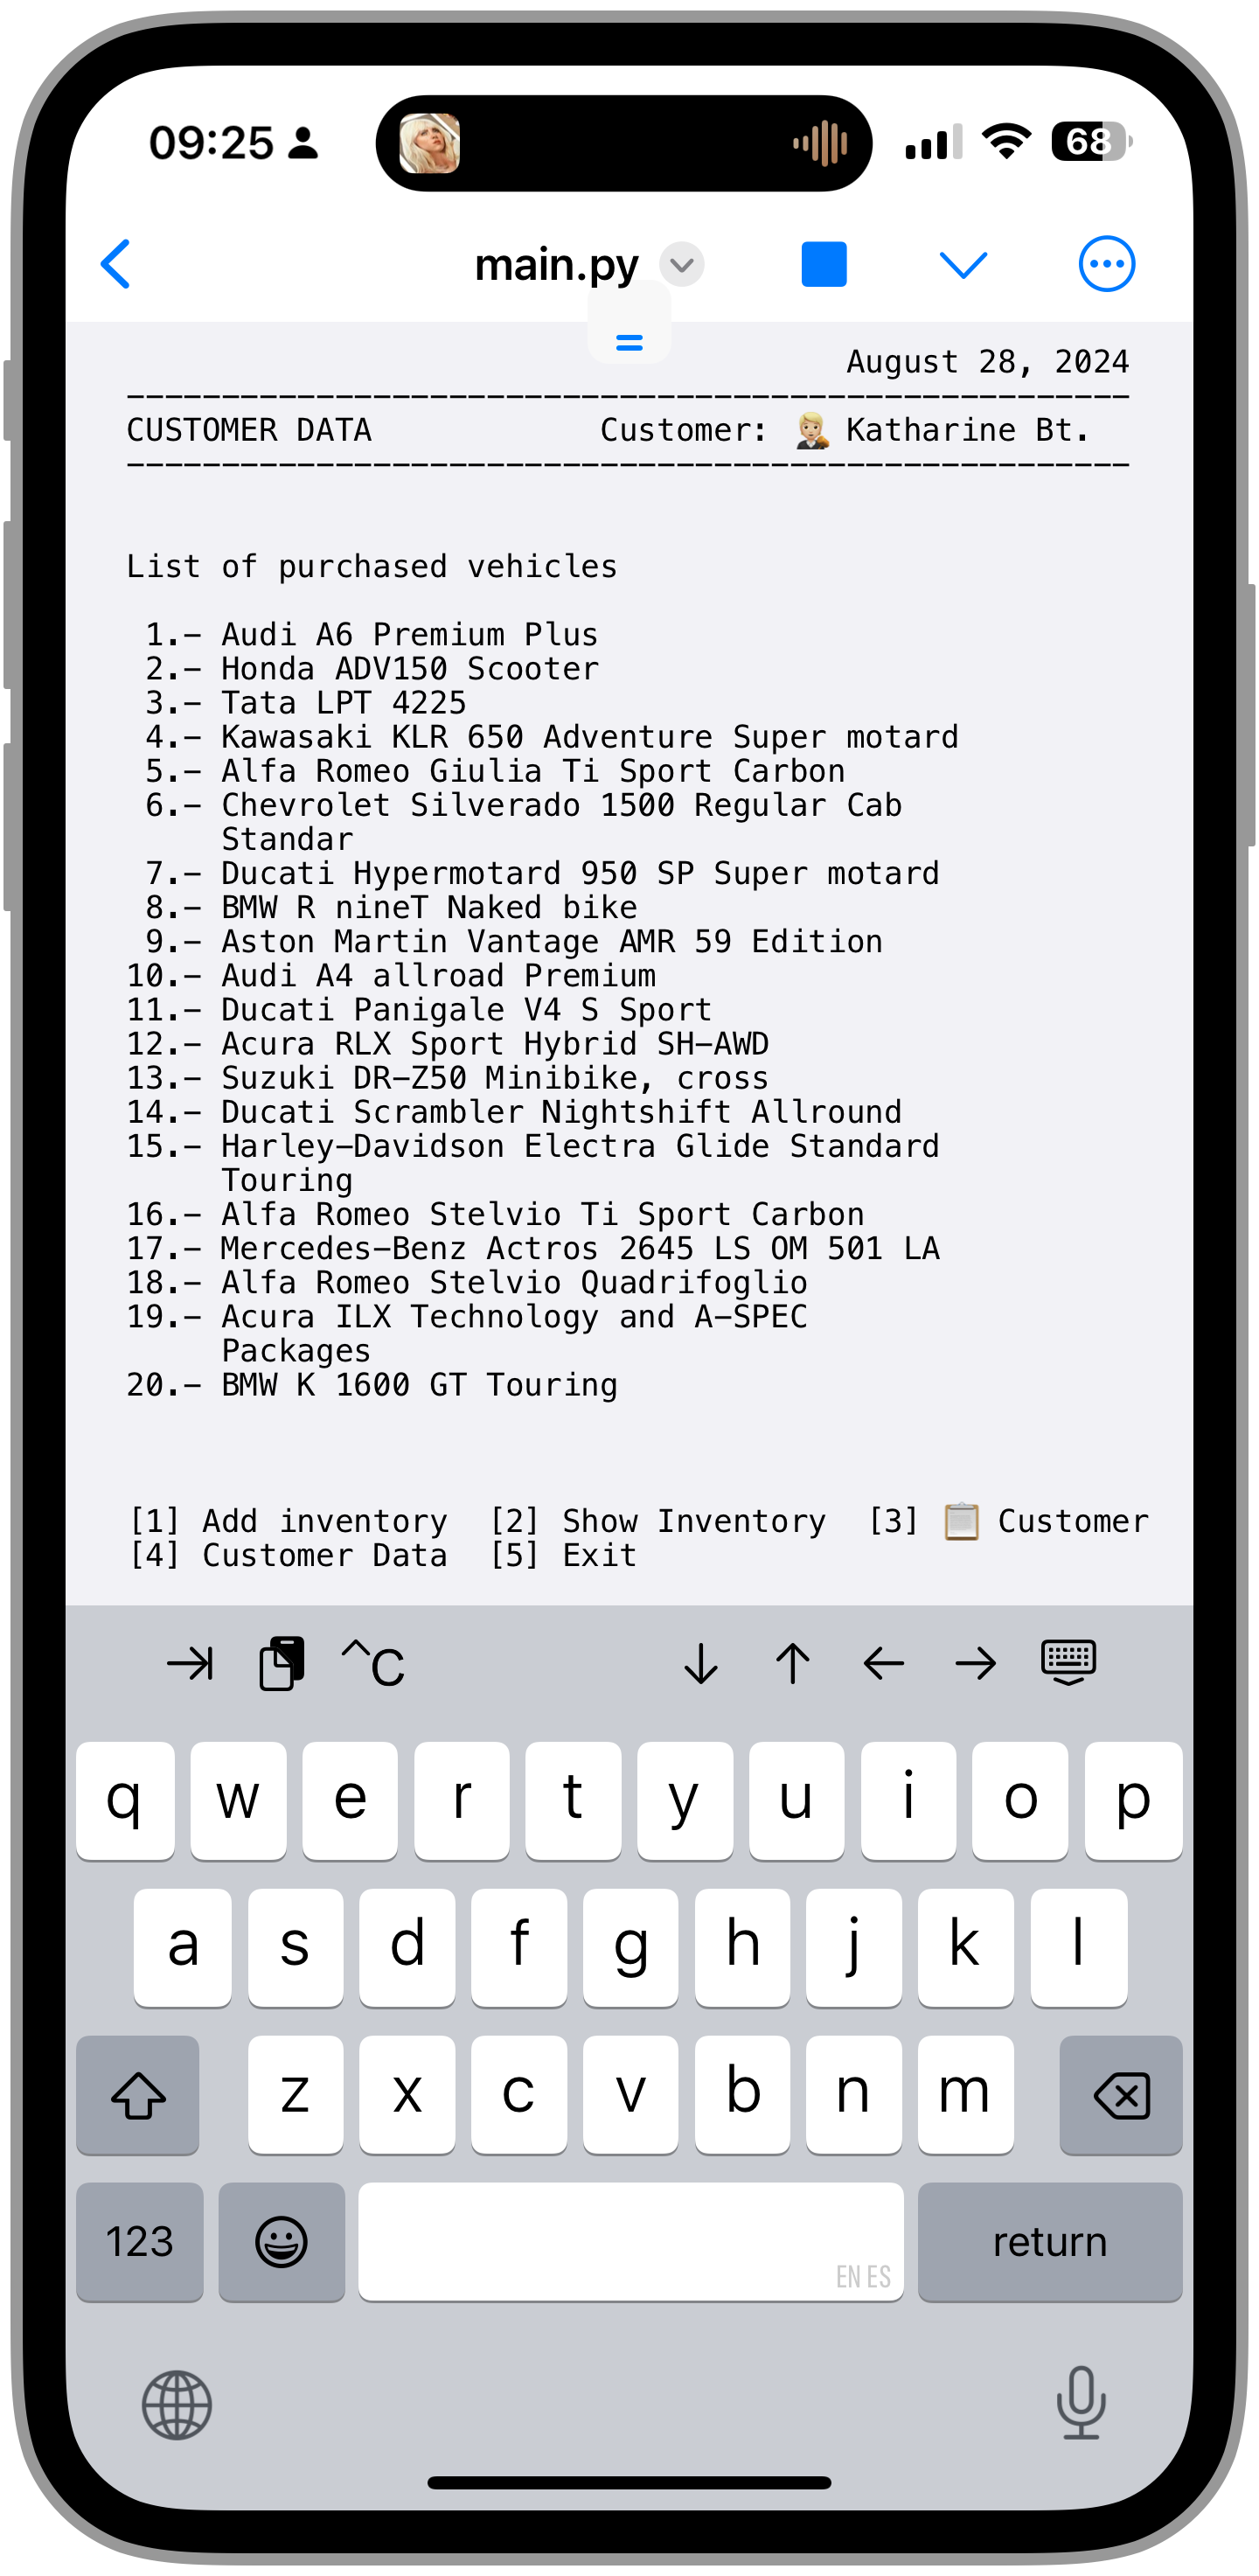 09:25 68
main.py
=
August 28, 2024
-----------------------------------------------------
CUSTOMER DATA Customer: 🤵🏼 Katharine Bt.
-----------------------------------------------------
List of purchased vehicles
1.- Audi A6 Premium Plus
2.- Honda ADV150 Scooter
3.- Tata LPT 4225
4.- Kawasaki KLR 650 Adventure Super motard
5.- Alfa Romeo Giulia Ti Sport Carbon
6.- Chevrolet Silverado 1500 Regular Cab
Standar
7.- Ducati Hypermotard 950 SP Super motard
8.- BMW R nineT Naked bike
9.- Aston Martin Vantage AMR 59 Edition
10.- Audi A4 allroad Premium
11.- Ducati Panigale V4 S Sport
12.- Acura RLX Sport Hybrid SH-AWD
13.- Suzuki DR-Z50 Minibike, cross
14.- Ducati Scrambler Nightshift Allround
15.- Harley-Davidson Electra Glide Standard
Touring
16.- Alfa Romeo Stelvio Ti Sport Carbon
17.- Mercedes-Benz Actros 2645 LS OM 501 LA
18.- Alfa Romeo Stelvio Quadrifoglio
19.- Acura ILX Technology and A-SPEC
Packages
20.- BMW K 1600 GT Touring
[1] Add inventory [2] Show Inventory [3] 📋 Customer
[4] Customer Data [5] Exit
^C
q w e r t y u i o p
a s d f g h j k l
z x c v b n m
123 EN ES return